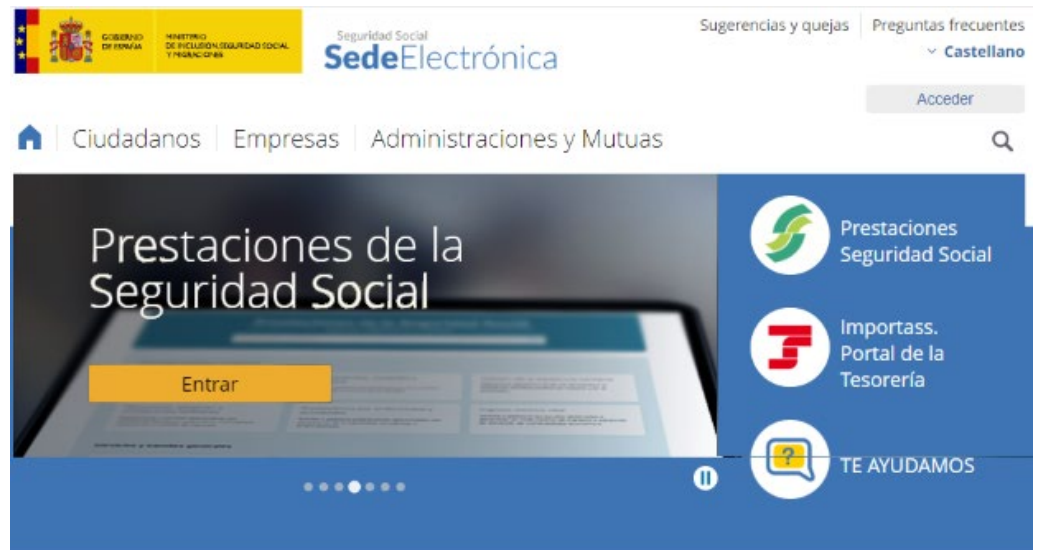 GOBIERNO
DE ESPAÑA
MINISTERIO
DE INCLUSIÓN, SEGURIDAD SOCIAL
Y MIGRACIONES
Seguridad Social
SedeElectrónica
Sugerencias y quejas
Preguntas frecuentes
Castellano
Acceder
Ciudadanos
Empresas
Administraciones y Mutuas
Prestaciones de la
Seguridad Social
Entrar
Prestaciones
Seguridad Social
Importass.
Portal de la
Tesorería
?
TE AYUDAMOS